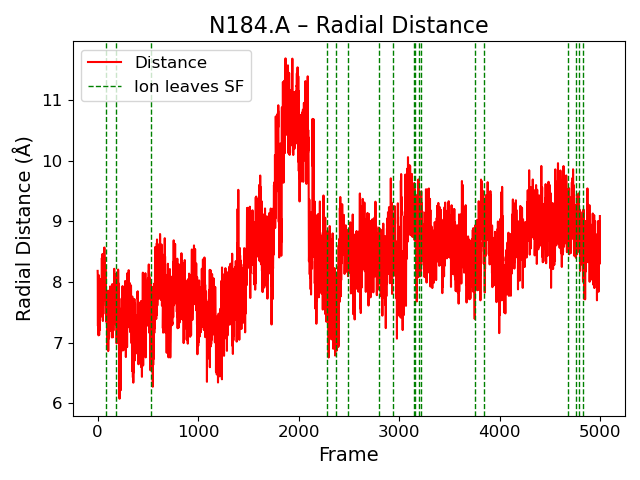 N184.A – Radial Distance
Distance
Ion leaves SF
Radial Distance (Å)
11
10
9
8
7
6
0
1000
2000
3000
4000
5000
Frame